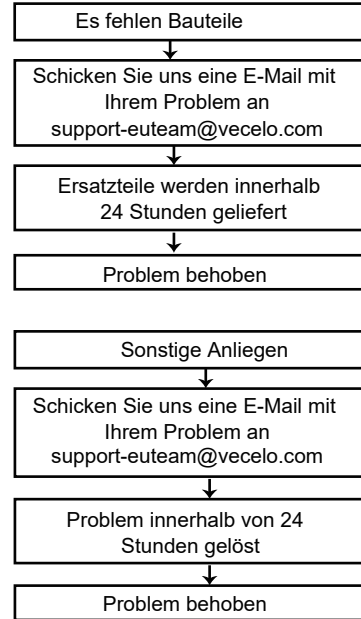 Es fehlen Bauteile
Schicken Sie uns eine E-Mail mit
Ihrem Problem an
support-euteam@vecelo.com
Ersatzteile werden innerhalb
24 Stunden geliefert
Problem behoben
Sonstige Anliegen
Schicken Sie uns eine E-Mail mit
Ihrem Problem an
support-euteam@vecelo.com
Problem innerhalb von 24
Stunden gelöst
Problem behoben